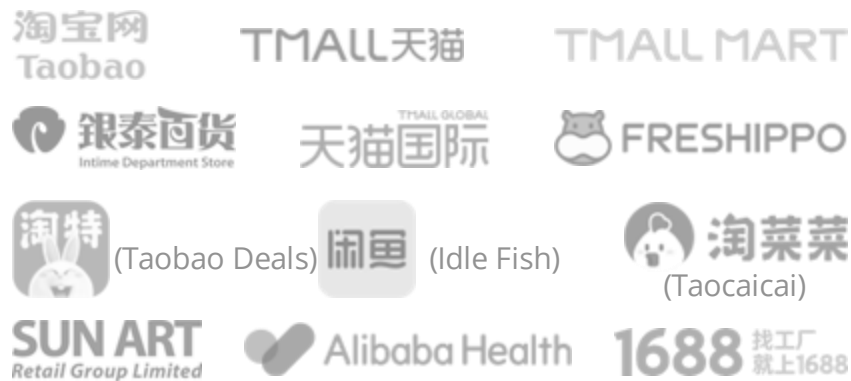 淘宝网
Taobao
TMALL天猫
TMALL MART
銀泰百货
Intime Department Store
TMALL GLOBAL
天猫国际
FRESHIPPO
淘特
(Taobao Deals)
闲鱼
(Idle Fish)
淘菜菜
(Taocaicai)
SUN ART
Retail Group Limited
Alibaba Health
1688
找工厂
就上1688